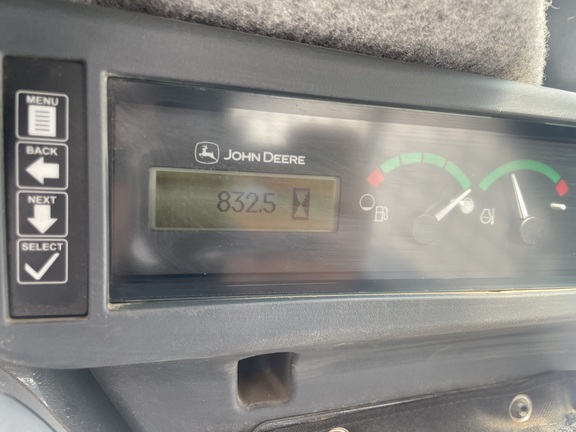 MENU
BACK
NEXT
SELECT
JOHN DEERE
832.5